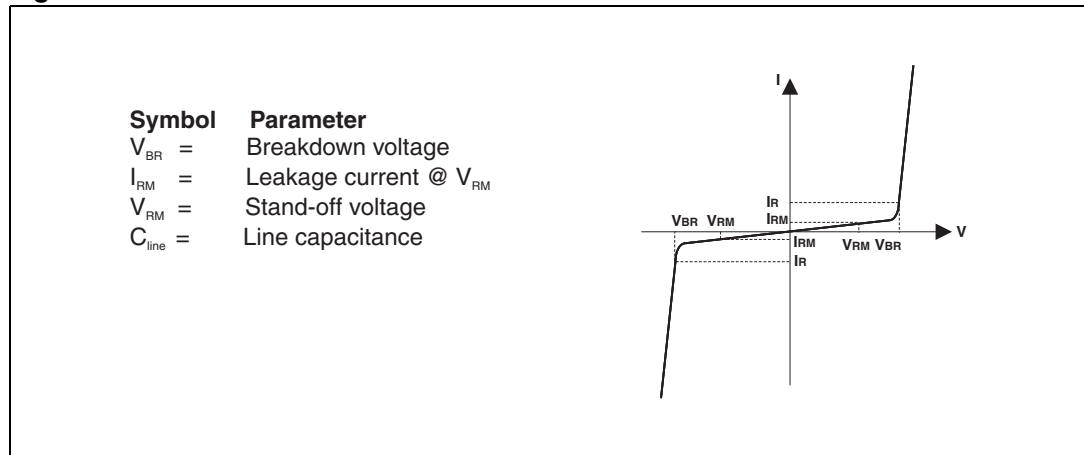 Symbol Parameter
VBR = Breakdown voltage
IRM = Leakage current @ VRM
VRM = Stand-off voltage
Cline = Line capacitance
I
IR
VBR VRM IRM
V
IRM VRM VBR
IR